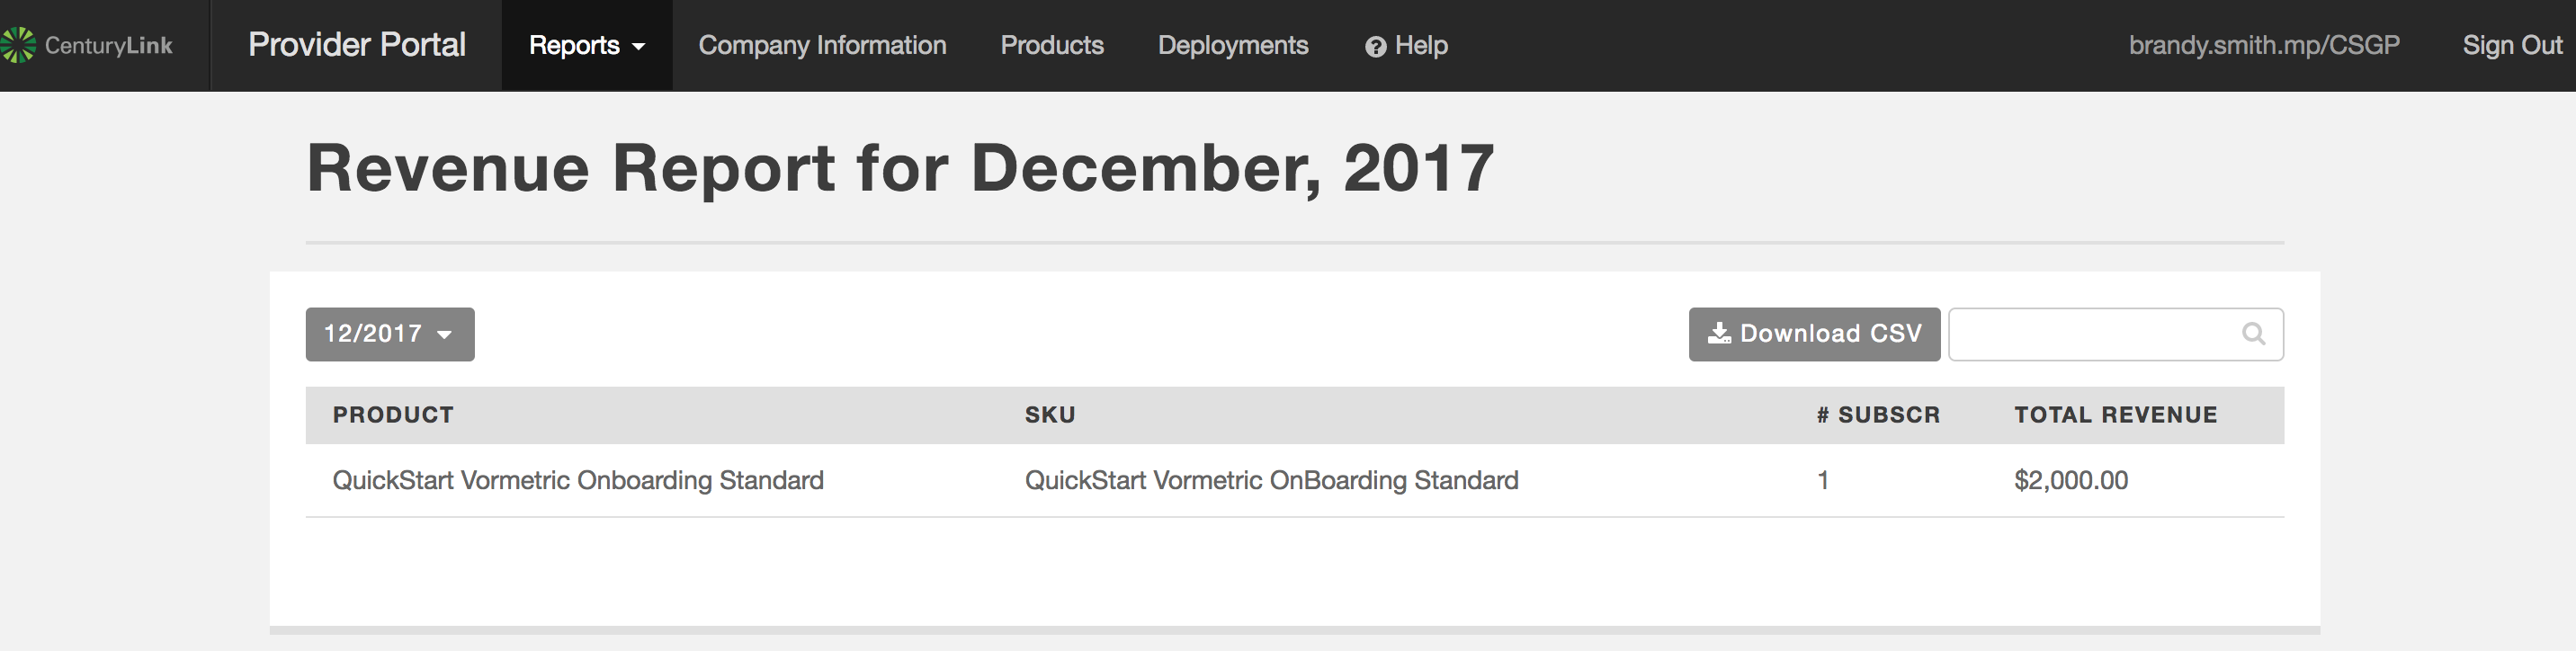 CenturyLink Provider Portal Reports Company Information Products Deployments Help brandy.smith.mp/CSGP Sign Out
Revenue Report for December, 2017
12/2017 Download CSV
PRODUCT SKU # SUBSCR TOTAL REVENUE
QuickStart Vormetric Onboarding Standard QuickStart Vormetric OnBoarding Standard 1 $2,000.00